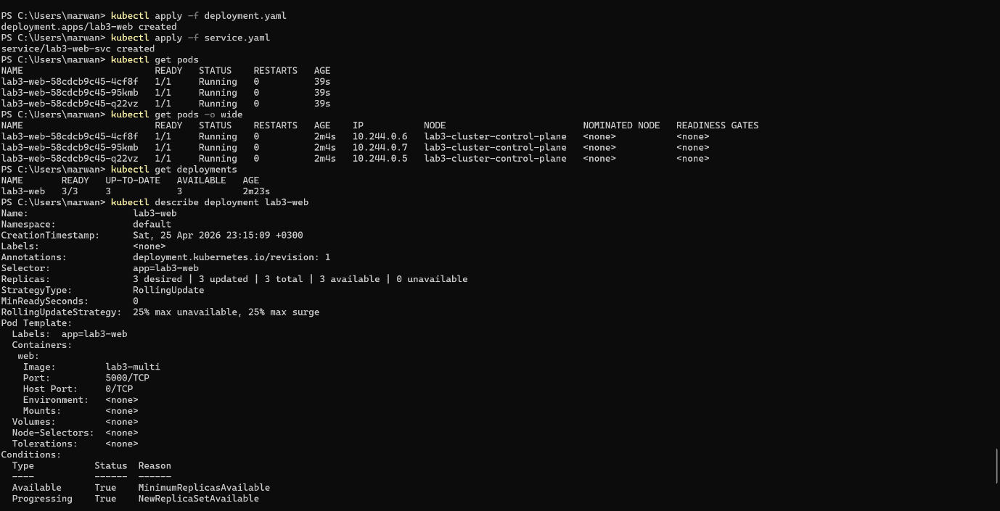 PS C:\Users\marwan> kubectl apply -f deployment.yaml
deployment.apps/lab3-web created
PS C:\Users\marwan> kubectl apply -f service.yaml
service/lab3-web-svc created
PS C:\Users\marwan> kubectl get pods
NAME                        READY   STATUS    RESTARTS   AGE
lab3-web-58cdcb9c45-4cf8f   1/1     Running   0          39s
lab3-web-58cdcb9c45-95kmb   1/1     Running   0          39s
lab3-web-58cdcb9c45-q22vz   1/1     Running   0          39s
PS C:\Users\marwan> kubectl get pods -o wide
NAME                        READY   STATUS    RESTARTS   AGE    IP           NODE                         NOMINATED NODE   READINESS GATES
lab3-web-58cdcb9c45-4cf8f   1/1     Running   0          2m4s   10.244.0.6   lab3-cluster-control-plane   <none>           <none>
lab3-web-58cdcb9c45-95kmb   1/1     Running   0          2m4s   10.244.0.7   lab3-cluster-control-plane   <none>           <none>
lab3-web-58cdcb9c45-q22vz   1/1     Running   0          2m4s   10.244.0.5   lab3-cluster-control-plane   <none>           <none>
PS C:\Users\marwan> kubectl get deployments
NAME       READY   UP-TO-DATE   AVAILABLE   AGE
lab3-web   3/3     3            3           2m23s
PS C:\Users\marwan> kubectl describe deployment lab3-web
Name:                   lab3-web
Namespace:              default
CreationTimestamp:      Sat, 25 Apr 2026 23:15:09 +0300
Labels:                 <none>
Annotations:            deployment.kubernetes.io/revision: 1
Selector:               app=lab3-web
Replicas:               3 desired | 3 updated | 3 total | 3 available | 0 unavailable
StrategyType:           RollingUpdate
MinReadySeconds:        0
RollingUpdateStrategy:  25% max unavailable, 25% max surge
Pod Template:
  Labels:  app=lab3-web
  Containers:
   web:
    Image:         lab3-multi
    Port:          5000/TCP
    Host Port:     0/TCP
    Environment:   <none>
    Mounts:        <none>
  Volumes:         <none>
  Node-Selectors:  <none>
  Tolerations:     <none>
Conditions:
  Type           Status  Reason
  ----           ------  ------
  Available      True    MinimumReplicasAvailable
  Progressing    True    NewReplicaSetAvailable